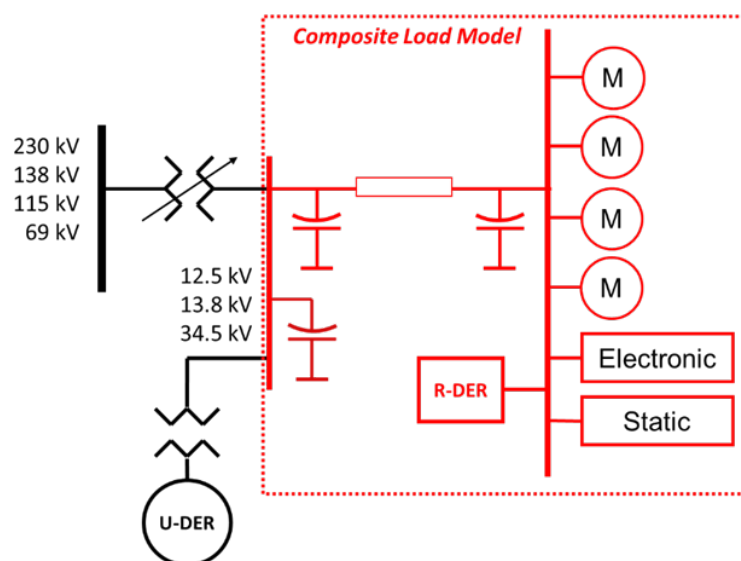 Composite Load Model
230 kV
138 kV
115 kV
69 kV
12.5 kV
13.8 kV
34.5 kV
M
M
M
M
Electronic
R-DER
Static
U-DER